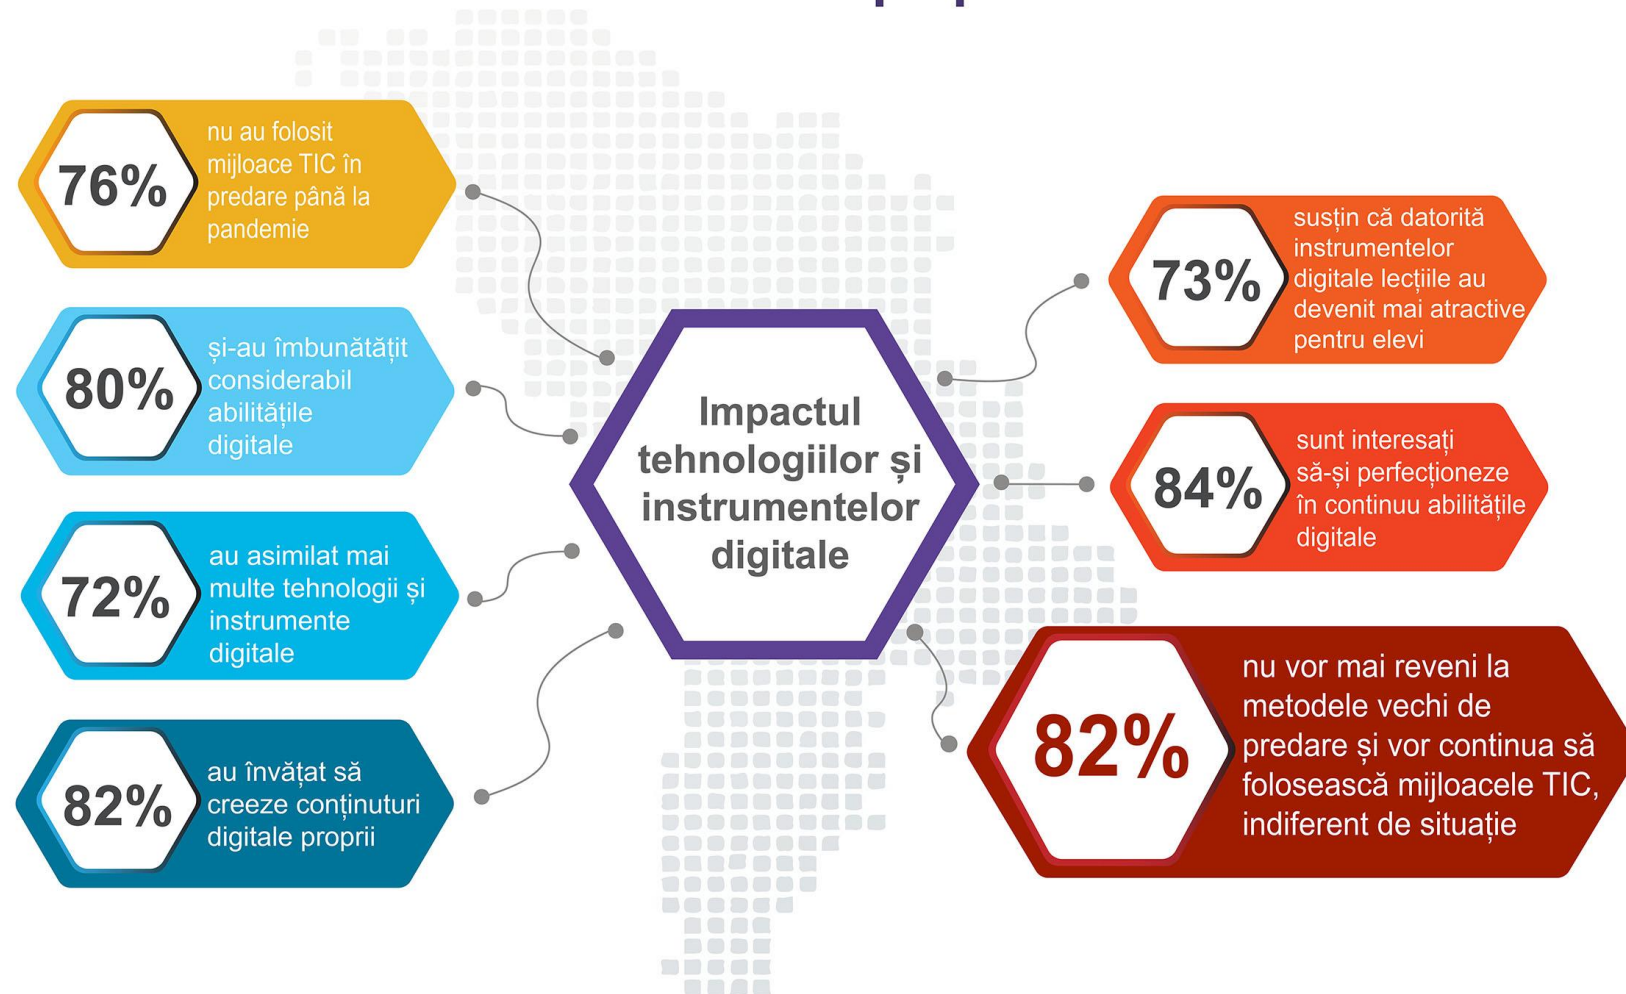 76%
nu au folosit
mijloace TIC în
predare până la
pandemie
80%
și-au îmbunătățit
considerabil
abilitățile
digitale
72%
au asimilat mai
multe tehnologii și
instrumente
digitale
82%
au învățat să
creeze conținuturi
digitale proprii
Impactul
tehnologiilor și
instrumentelor
digitale
73%
susțin că datorită
instrumentelor
digitale lecțiile au
devenit mai atractive
pentru elevi
84%
sunt interesați
să-și perfecționeze
în continuu abilitățile
digitale
82%
nu vor mai reveni la
metodele vechi de
predare și vor continua să
folosească mijloacele TIC,
indiferent de situație